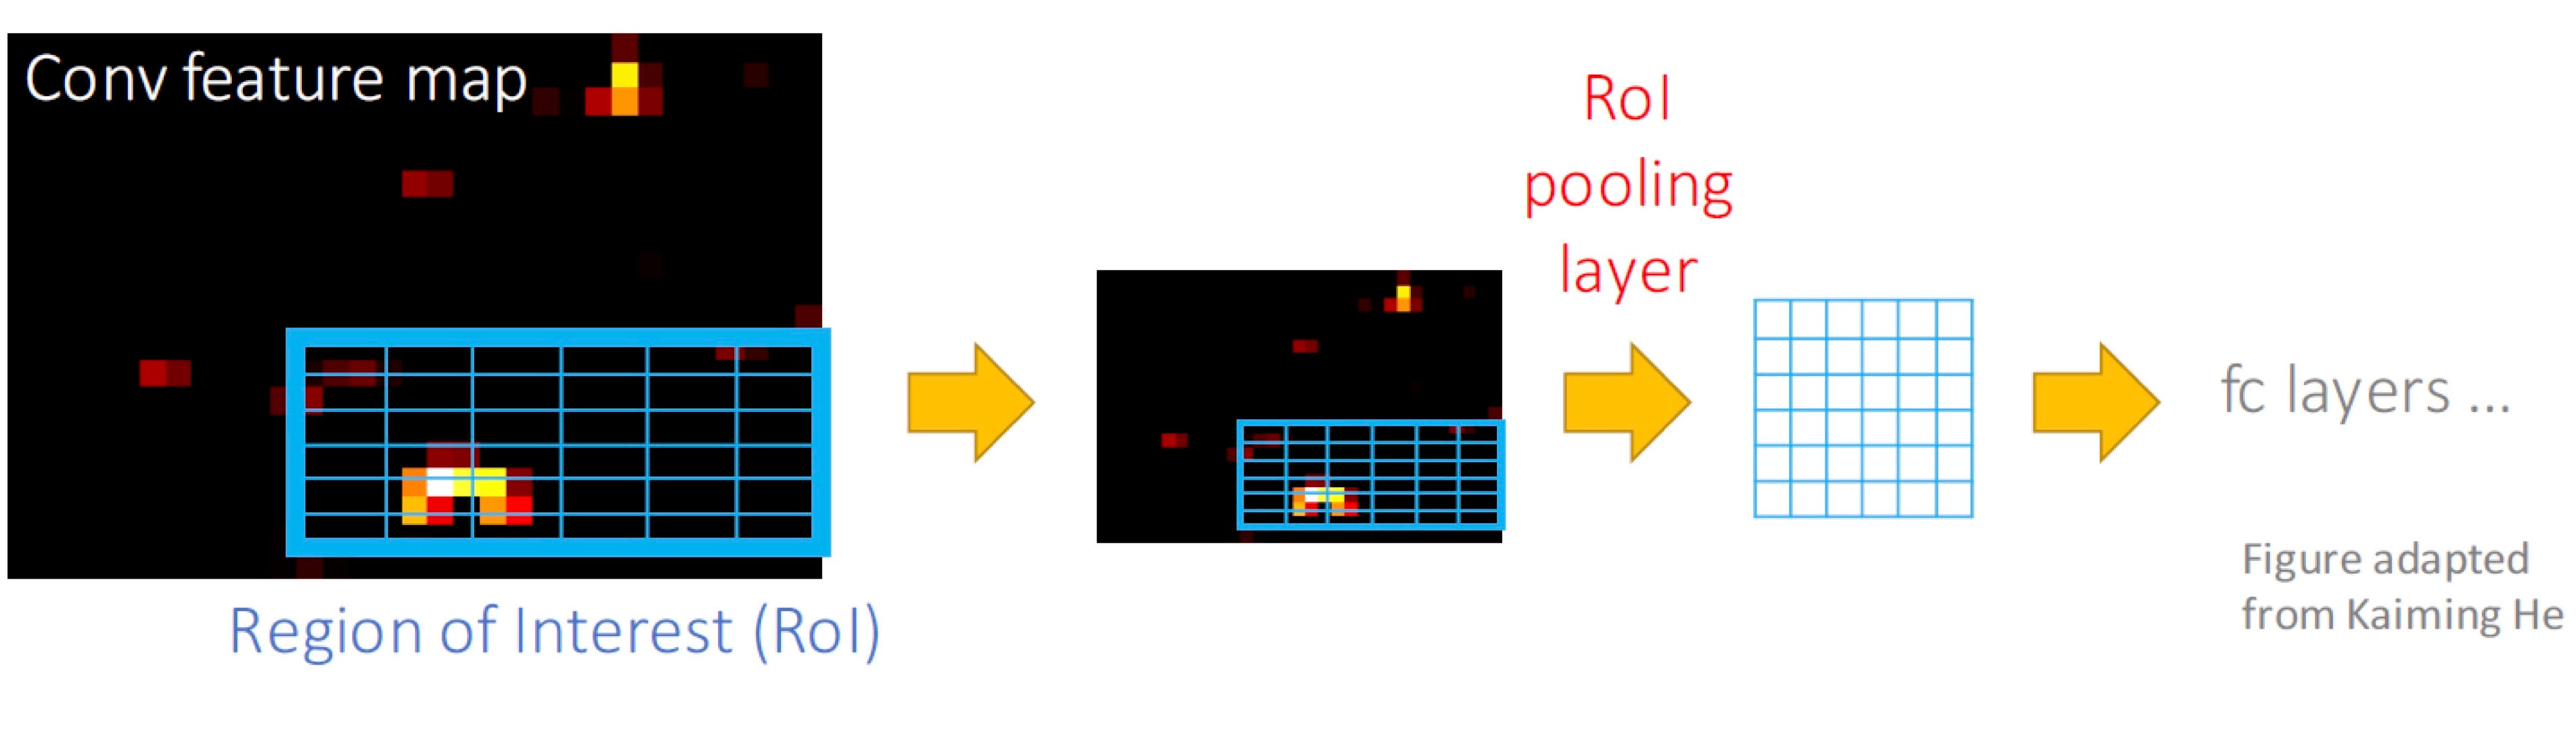 Conv feature map
Region of Interest (RoI)
RoI
pooling
layer
fc layers ...
Figure adapted
from Kaiming He